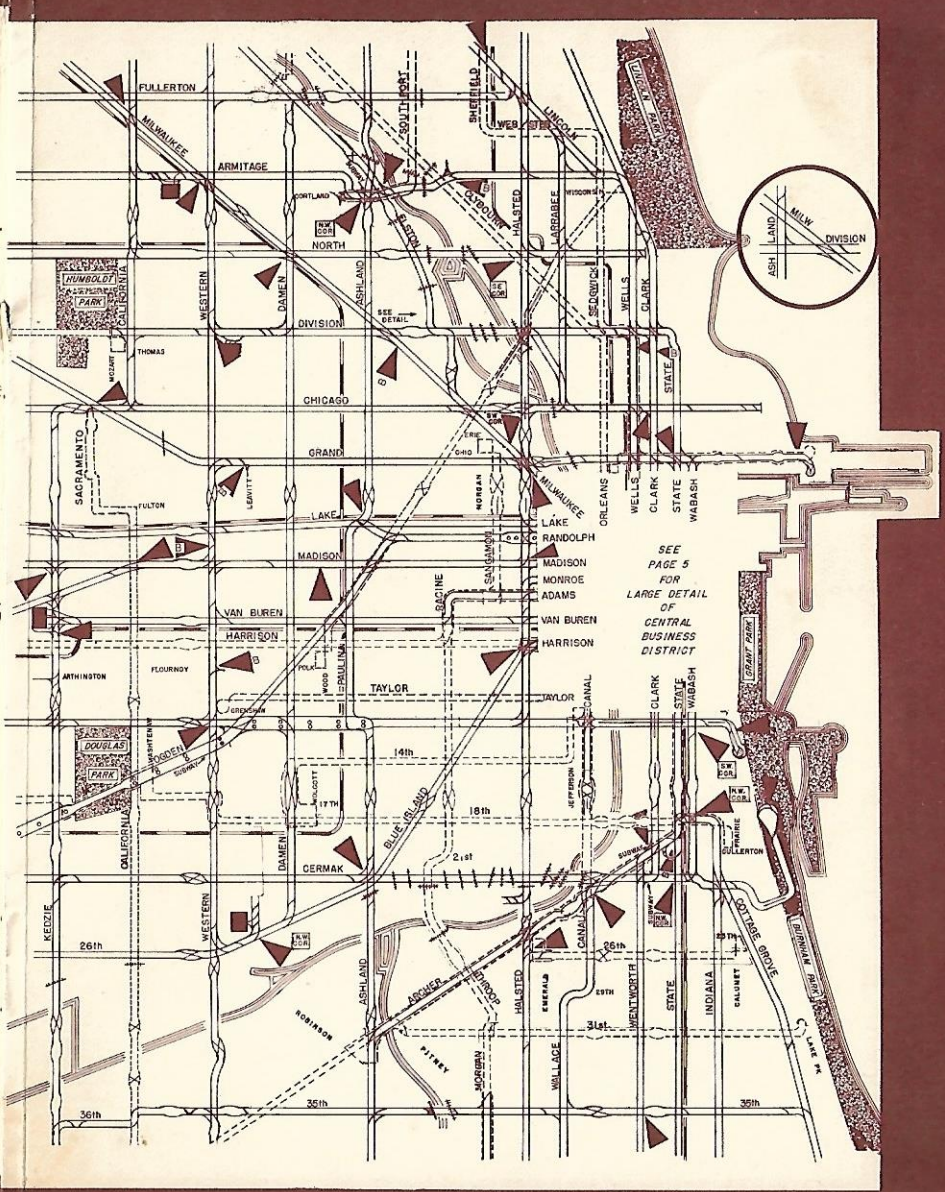 FULLERTON
MILWAUKEE
SOUTHPORT
SHEFFIELD
LINCOLN
LINCOLN PARK
WEBSTER
ARMITAGE
CORTLAND
N.W. COR.
CLYBOURN
HALSTED
LARRABEE
WISCONSIN
ELSTON
NORTH
HUMBOLDT
PARK
CALIFORNIA
WESTERN
DAMEN
ASHLAND
SE COR
SEDGWICK
WELLS
CLARK
ASH LAND
MILW
DIVISION
DIVISION
SEE DETAIL
MOZART
THOMAS
B
B
STATE
CHICAGO
SACRAMENTO
S.W. COR.
ERIE
OHIO
GRAND
B
LEAVITT
MORGAN
MILWAUKEE
ORLEANS
WELLS
CLARK
STATE
WABASH
FULTON
LAKE
LAKE
RANDOLPH
B
MADISON
MADISON
SANGAMON
RACINE
MONROE
ADAMS
VAN BUREN
VAN BUREN
HARRISON
HARRISON
SEE
PAGE 5
FOR
LARGE DETAIL
OF
CENTRAL
BUSINESS
DISTRICT
GRANT PARK
ARTHINGTON
FLOURNOY
B
POLK
WOOD
PAULINA
TAYLOR
TAYLOR
GRENSHAW
CANAL
CLARK
STATE
WABASH
DOUGLAS
PARK
WASHTENAW
OGDEN
SUBWAY
14th
S.W. COR.
N.W. COR.
JEFFERSON
WOLCOTT
17TH
18th
BLUE ISLAND
PRAIRIE
CULLERTON
CALIFORNIA
DAMEN
21st
SUBWAY
CERMAK
KEDZIE
WESTERN
N.W. COR.
SUBWAY
N.W. COR.
COTTAGE GROVE
26th
CANAL
26th
25TH
BURNHAM PARK
ASHLAND
ARCHER
THROOP
HALSTED
EMERALD
29TH
WENTWORTH
STATE
INDIANA
CALUMET
ROBINSON
PITNEY
31st
LAKE PK
MORGAN
WALLACE
36th
35th
35th